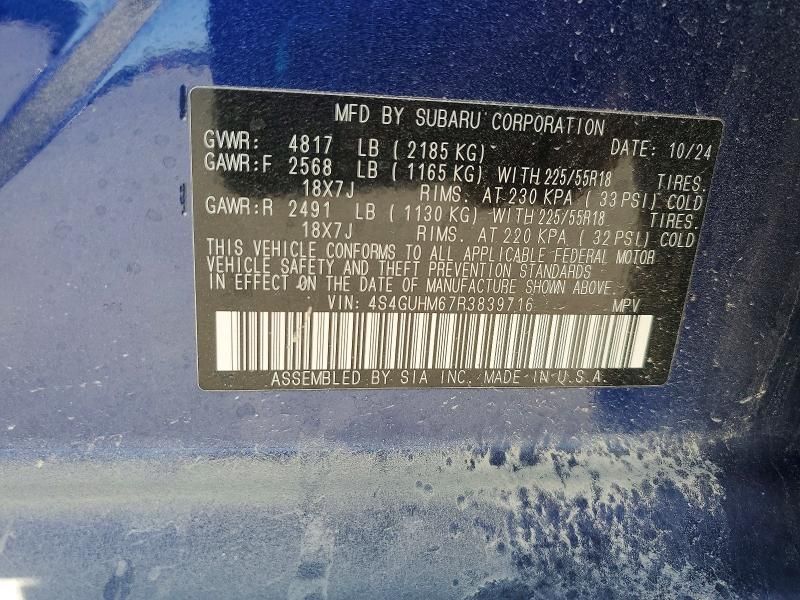 MFD BY SUBARU CORPORATION
GVWR: 4817 LB ( 2185 KG) DATE: 10/24
GAWR:F 2568 LB ( 1165 KG) WITH 225/55R18 TIRES.
18X7J RIMS. AT 230 KPA ( 33 PSI) COLD
GAWR:R 2491 LB ( 1130 KG) WITH 225/55R18 TIRES.
18X7J RIMS. AT 220 KPA ( 32 PSI) COLD
THIS VEHICLE CONFORMS TO ALL APPLICABLE FEDERAL MOTOR
VEHICLE SAFETY AND THEFT PREVENTION STANDARDS
IN EFFECT ON THE DATE OF MANUFACTURE SHOWN ABOVE.
VIN: 4S4GUHM67R3839716 MPV
ASSEMBLED BY SIA INC. MADE IN U.S.A.